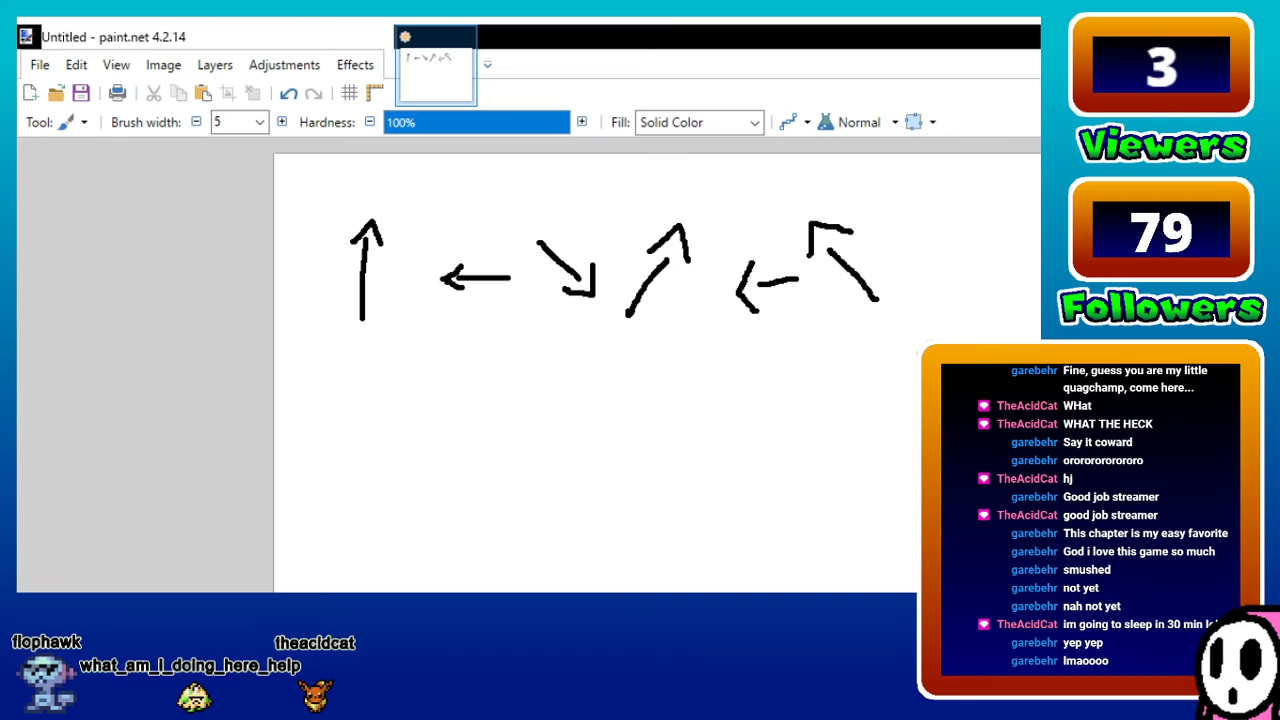 Untitled - paint.net 4.2.14
File Edit View Image Layers Adjustments Effects
Tool: Brush width: 5 Hardness: 100% Fill: Solid Color Normal
3
Viewers
79
Followers
garebehr Fine, guess you are my little
quagchamp, come here...
TheAcidCat WHat
TheAcidCat WHAT THE HECK
garebehr Say it coward
garebehr orororororororo
TheAcidCat hj
garebehr Good job streamer
TheAcidCat good job streamer
garebehr This chapter is my easy favorite
garebehr God i love this game so much
garebehr smushed
garebehr not yet
garebehr nah not yet
TheAcidCat im going to sleep in 30 min
garebehr yep yep
garebehr lmaoooo
flophawk
what_am_i_doing_here_help
theacidcat